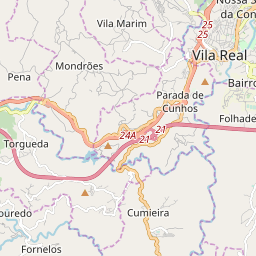 Nossa S
da Con
Vila Marim
25
Vila Real
Mondrões
Pena
Bairro
Parada de
Cunhos
25
Folhade
24A
21
21
21
Torgueda
Cumieira
ouredo
Fornelos